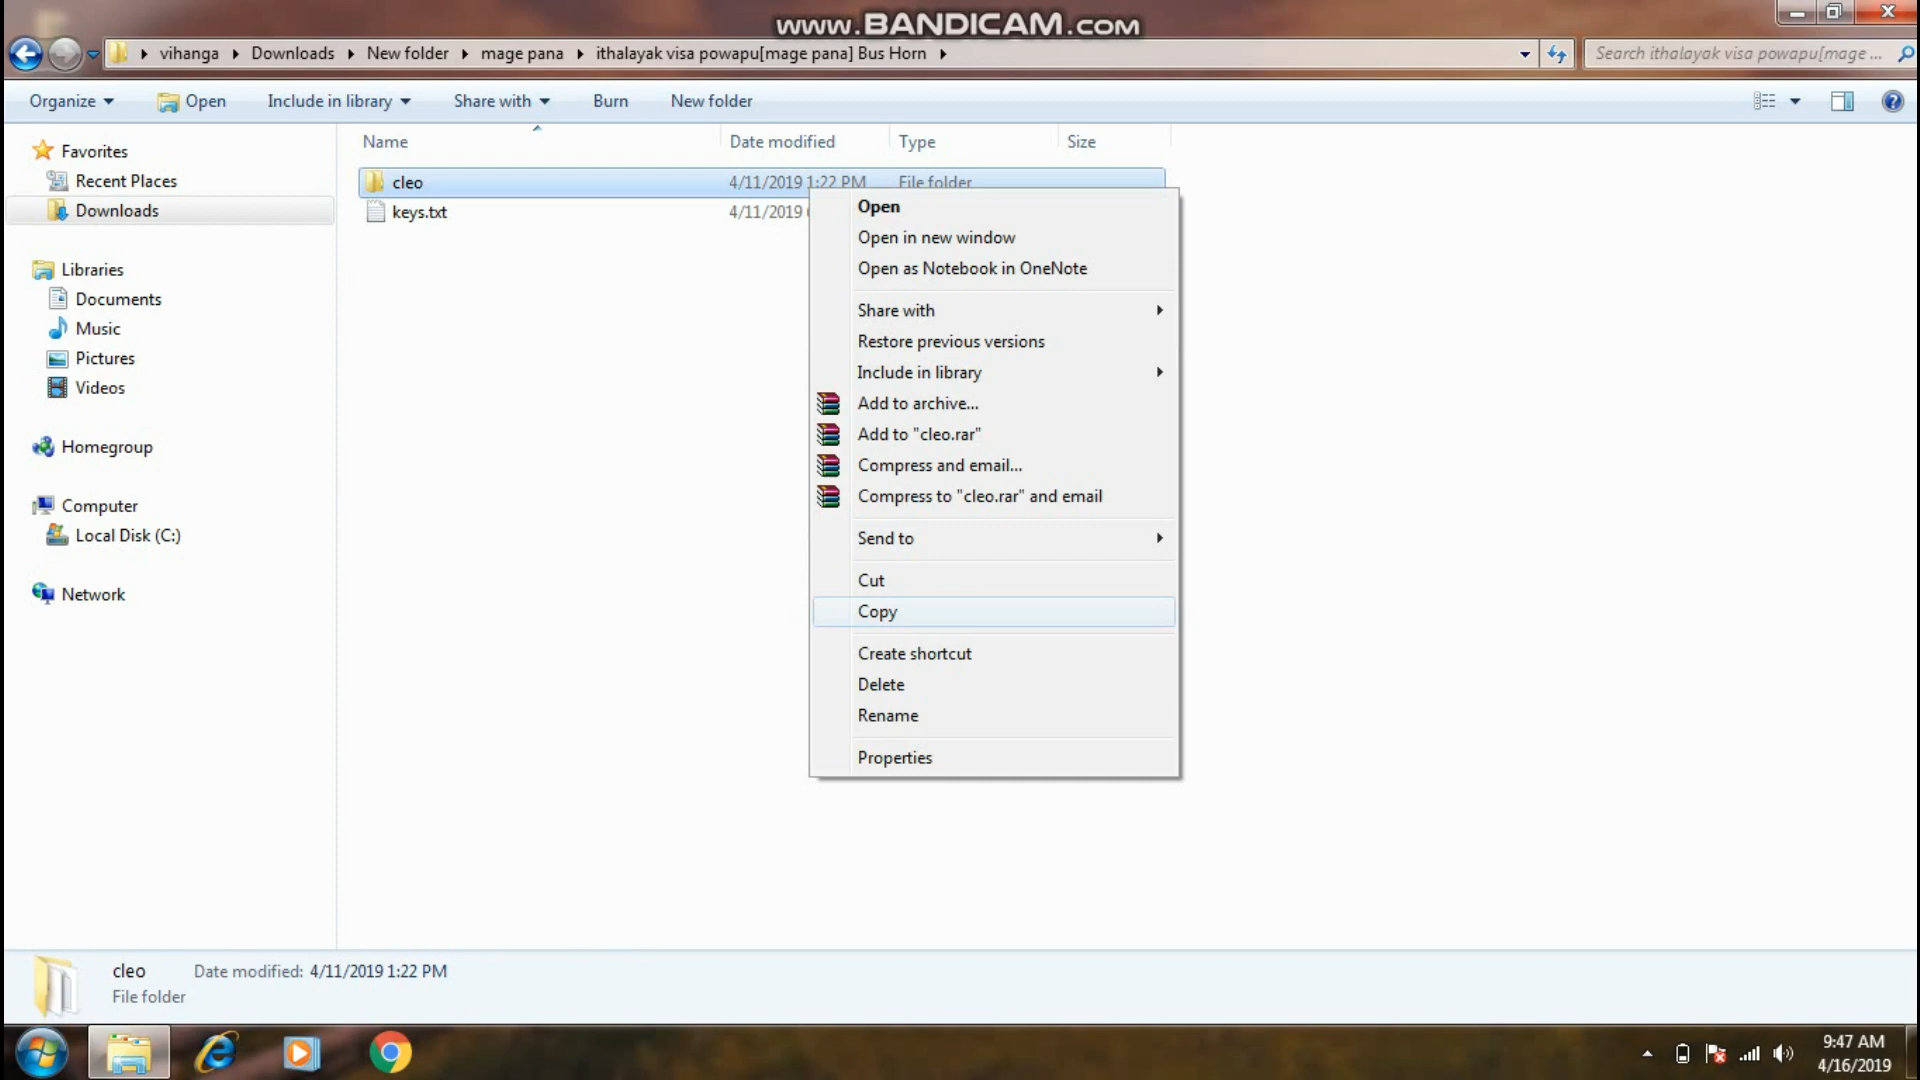 www.BANDICAM.com
vihanga Downloads New folder mage pana ithalayak visa powapu[mage pana] Bus Horn
Search ithalayak visa powapu[mage ...
Organize Open Include in library Share with Burn New folder
Name Date modified Type Size
Favorites
Recent Places
Downloads
Libraries
Documents
Music
Pictures
Videos
Homegroup
Computer
Local Disk (C:)
Network
cleo 4/11/2019 1:22 PM File folder
keys.txt 4/11/2019
Open
Open in new window
Open as Notebook in OneNote
Share with
Restore previous versions
Include in library
Add to archive...
Add to "cleo.rar"
Compress and email...
Compress to "cleo.rar" and email
Send to
Cut
Copy
Create shortcut
Delete
Rename
Properties
cleo Date modified: 4/11/2019 1:22 PM
File folder
9:47 AM
4/16/2019